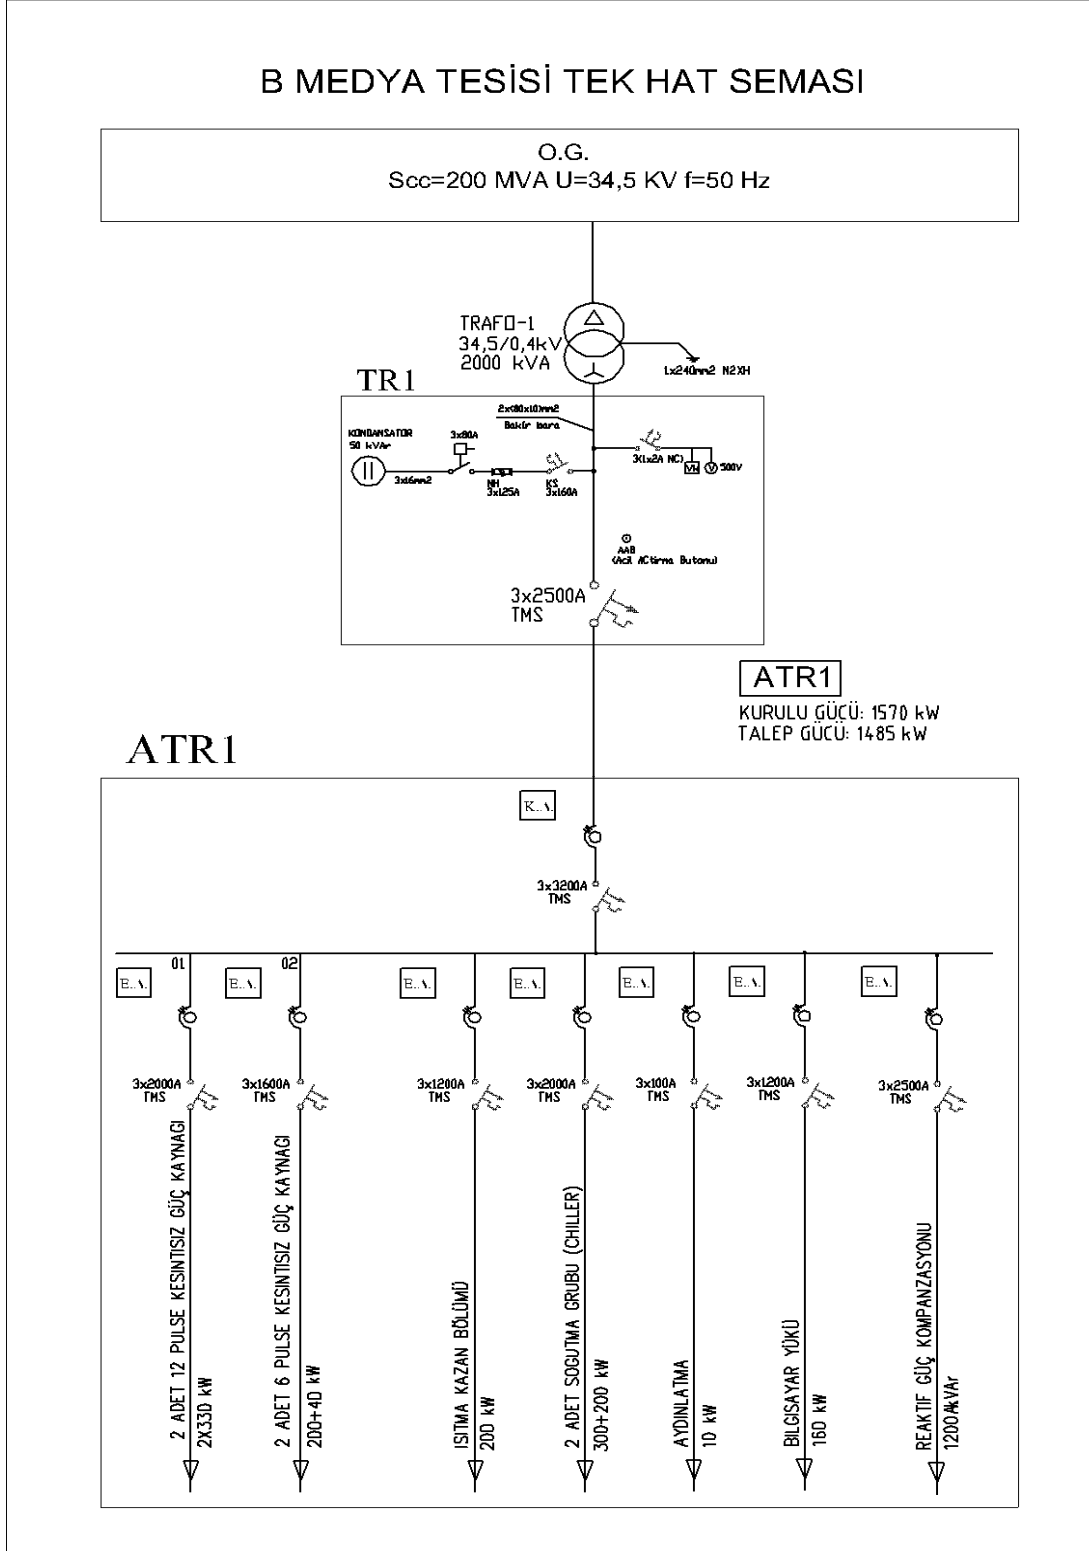 B MEDYA TESİSİ TEK HAT SEMASI
O.G.
Scc=200 MVA U=34,5 KV f=50 Hz
TRAFO-1
34,5/0,4kV
2000 kVA
1x240mm2 N2XH
TR1
2x(80x10)mm2
Bakir bara
KONDANSATOR
50 kVAr
3x80A
3x16mm2
NH
3x125A
KS
3x160A
3(1x2A NC)
V
500V
AAB
(Acil ACtirma Butonu)
3x2500A
TMS
ATR1
KURULU GÜCÜ: 1570 kW
TALEP GÜCÜ: 1485 kW
ATR1
K..\.
3x3200A
TMS
01
02
E..\.
E..\.
E..\.
E..\.
E..\.
E..\.
E..\.
3x2000A
TMS
3x1600A
TMS
3x1200A
TMS
3x2000A
TMS
3x100A
TMS
3x1200A
TMS
3x2500A
TMS
2 ADET 12 PULSE KESINTISIZ GÜÇ KAYNAGI
2X330 kW
2 ADET 6 PULSE KESINTISIZ GÜÇ KAYNAGI
200+40 kW
ISITMA KAZAN BÖLÜMÜ
200 kW
2 ADET SOGUTMA GRUBU (CHILLER)
300+200 kW
AYDINLATMA
10 kW
BILGISAYAR YÜKÜ
160 kW
REAKTIF GÜÇ KOMPANZASYONU
1200AkVAr